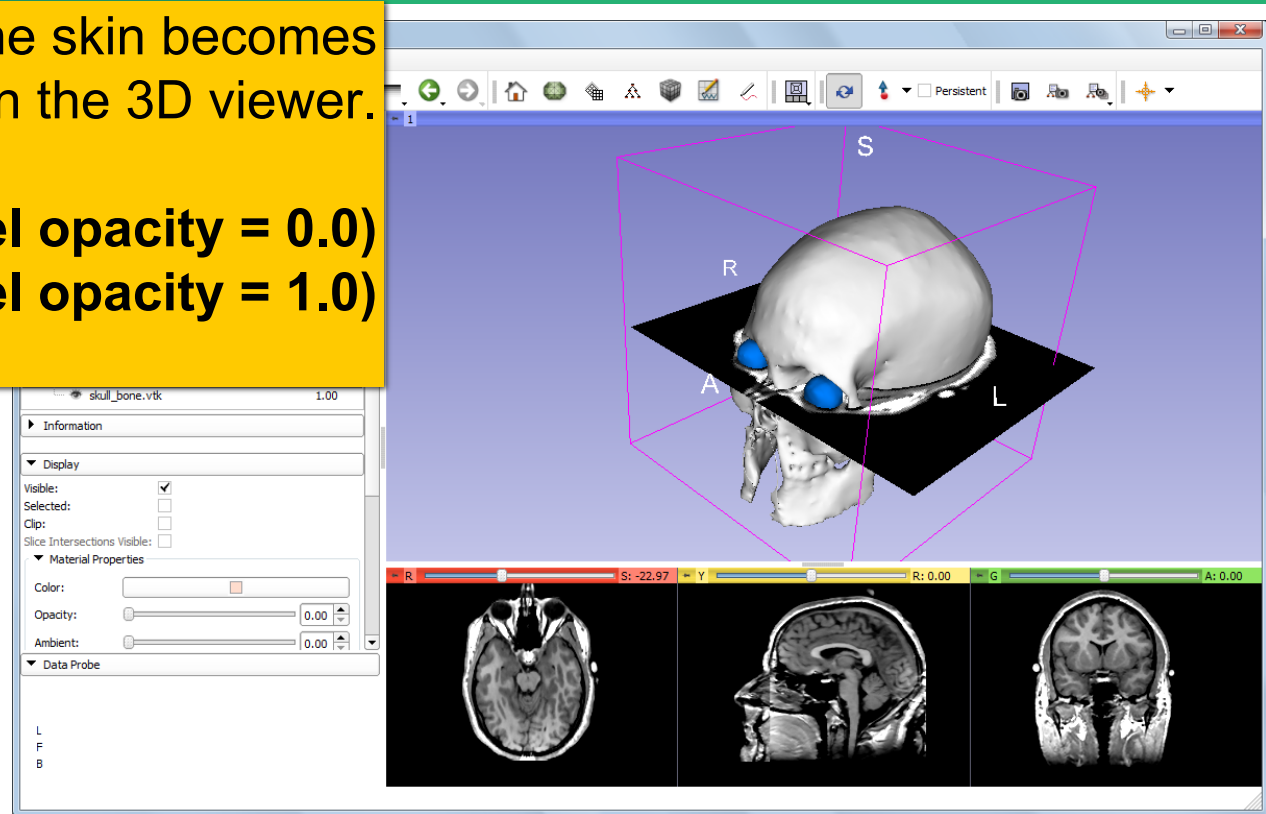 ne skin becomes
n the 3D viewer.
el opacity = 0.0)
el opacity = 1.0)
Persistent
1
S
R
A
L
skull_bone.vtk 1.00
Information
Display
Visible:
Selected:
Clip:
Slice Intersections Visible:
Material Properties
Color:
Opacity: 0.00
Ambient: 0.00
Data Probe
L
F
B
R S: -22.97
Y R: 0.00
G A: 0.00